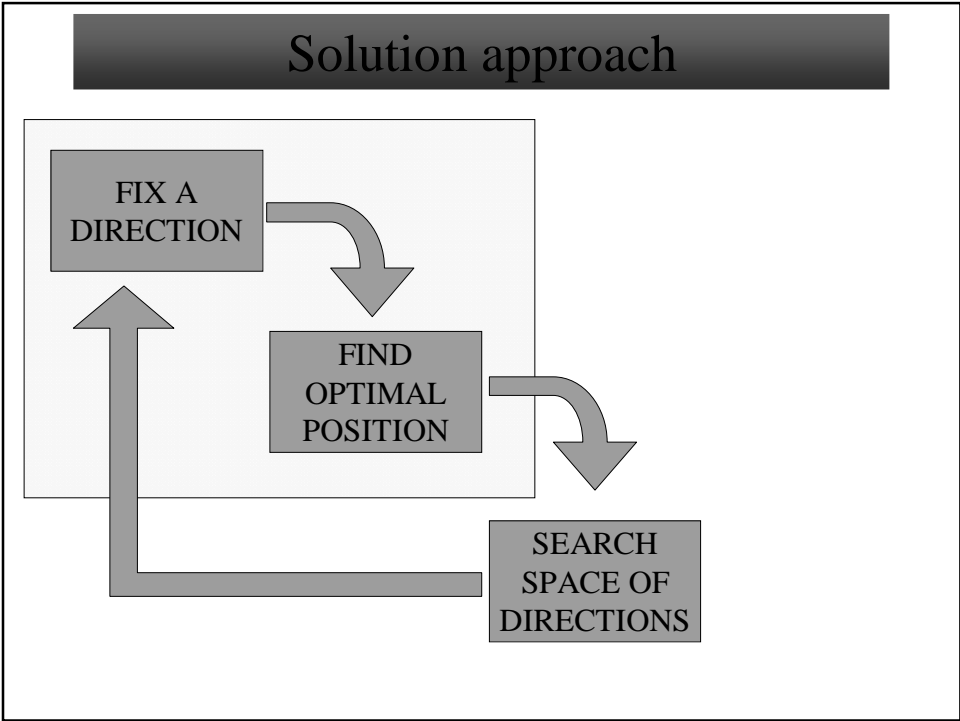 Solution approach
FIX A
DIRECTION
FIND
OPTIMAL
POSITION
SEARCH
SPACE OF
DIRECTIONS